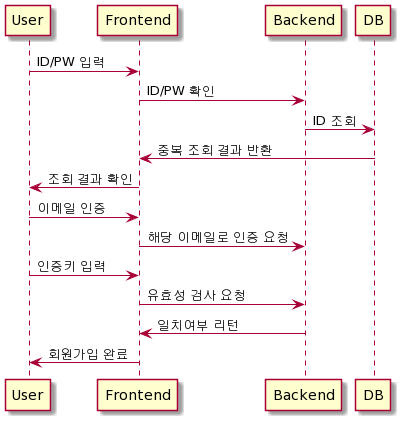 User Frontend Backend DB
ID/PW 입력
ID/PW 확인
ID 조회
중복 조회 결과 반환
조회 결과 확인
이메일 인증
해당 이메일로 인증 요청
인증키 입력
유효성 검사 요청
일치여부 리턴
회원가입 완료
User Frontend Backend DB